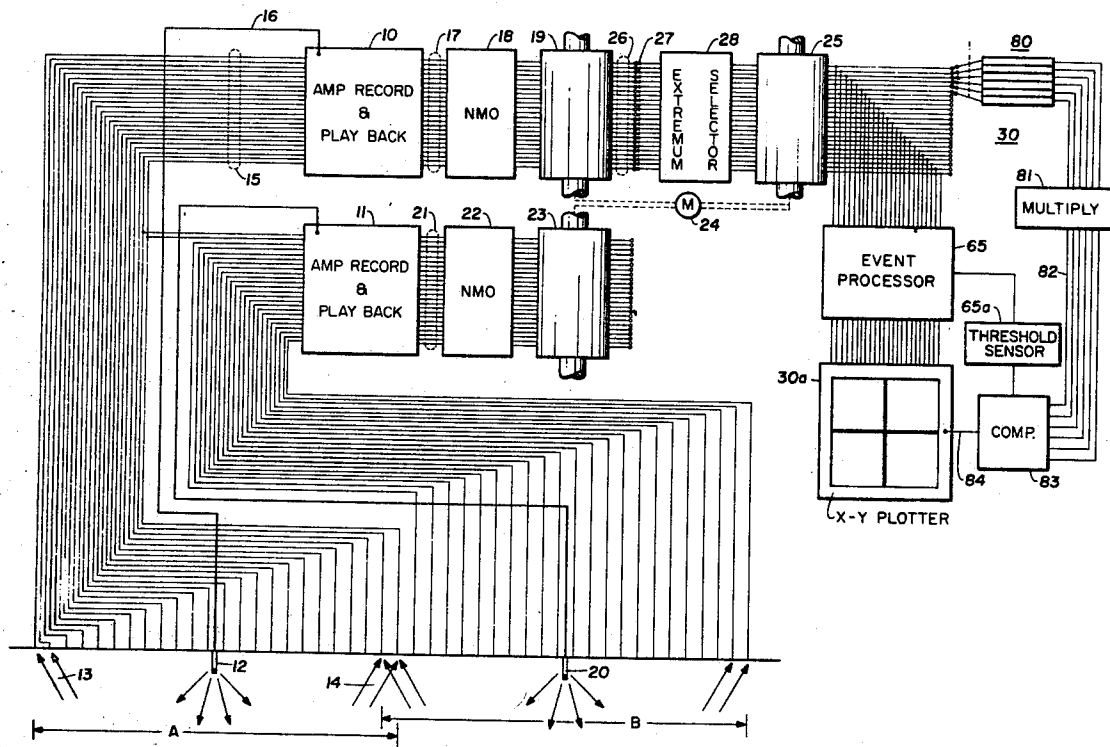 16
10
17
18
19
26
27
28
25
80
AMP RECORD
&
PLAY BACK
NMO
EXTREMUM
SELECTOR
30
15
M
24
81
MULTIPLY
11
21
22
23
AMP RECORD
&
PLAY BACK
NMO
65
EVENT
PROCESSOR
82
65a
THRESHOLD
SENSOR
30a
COMP.
84
83
X-Y PLOTTER
13
12
14
20
A
B